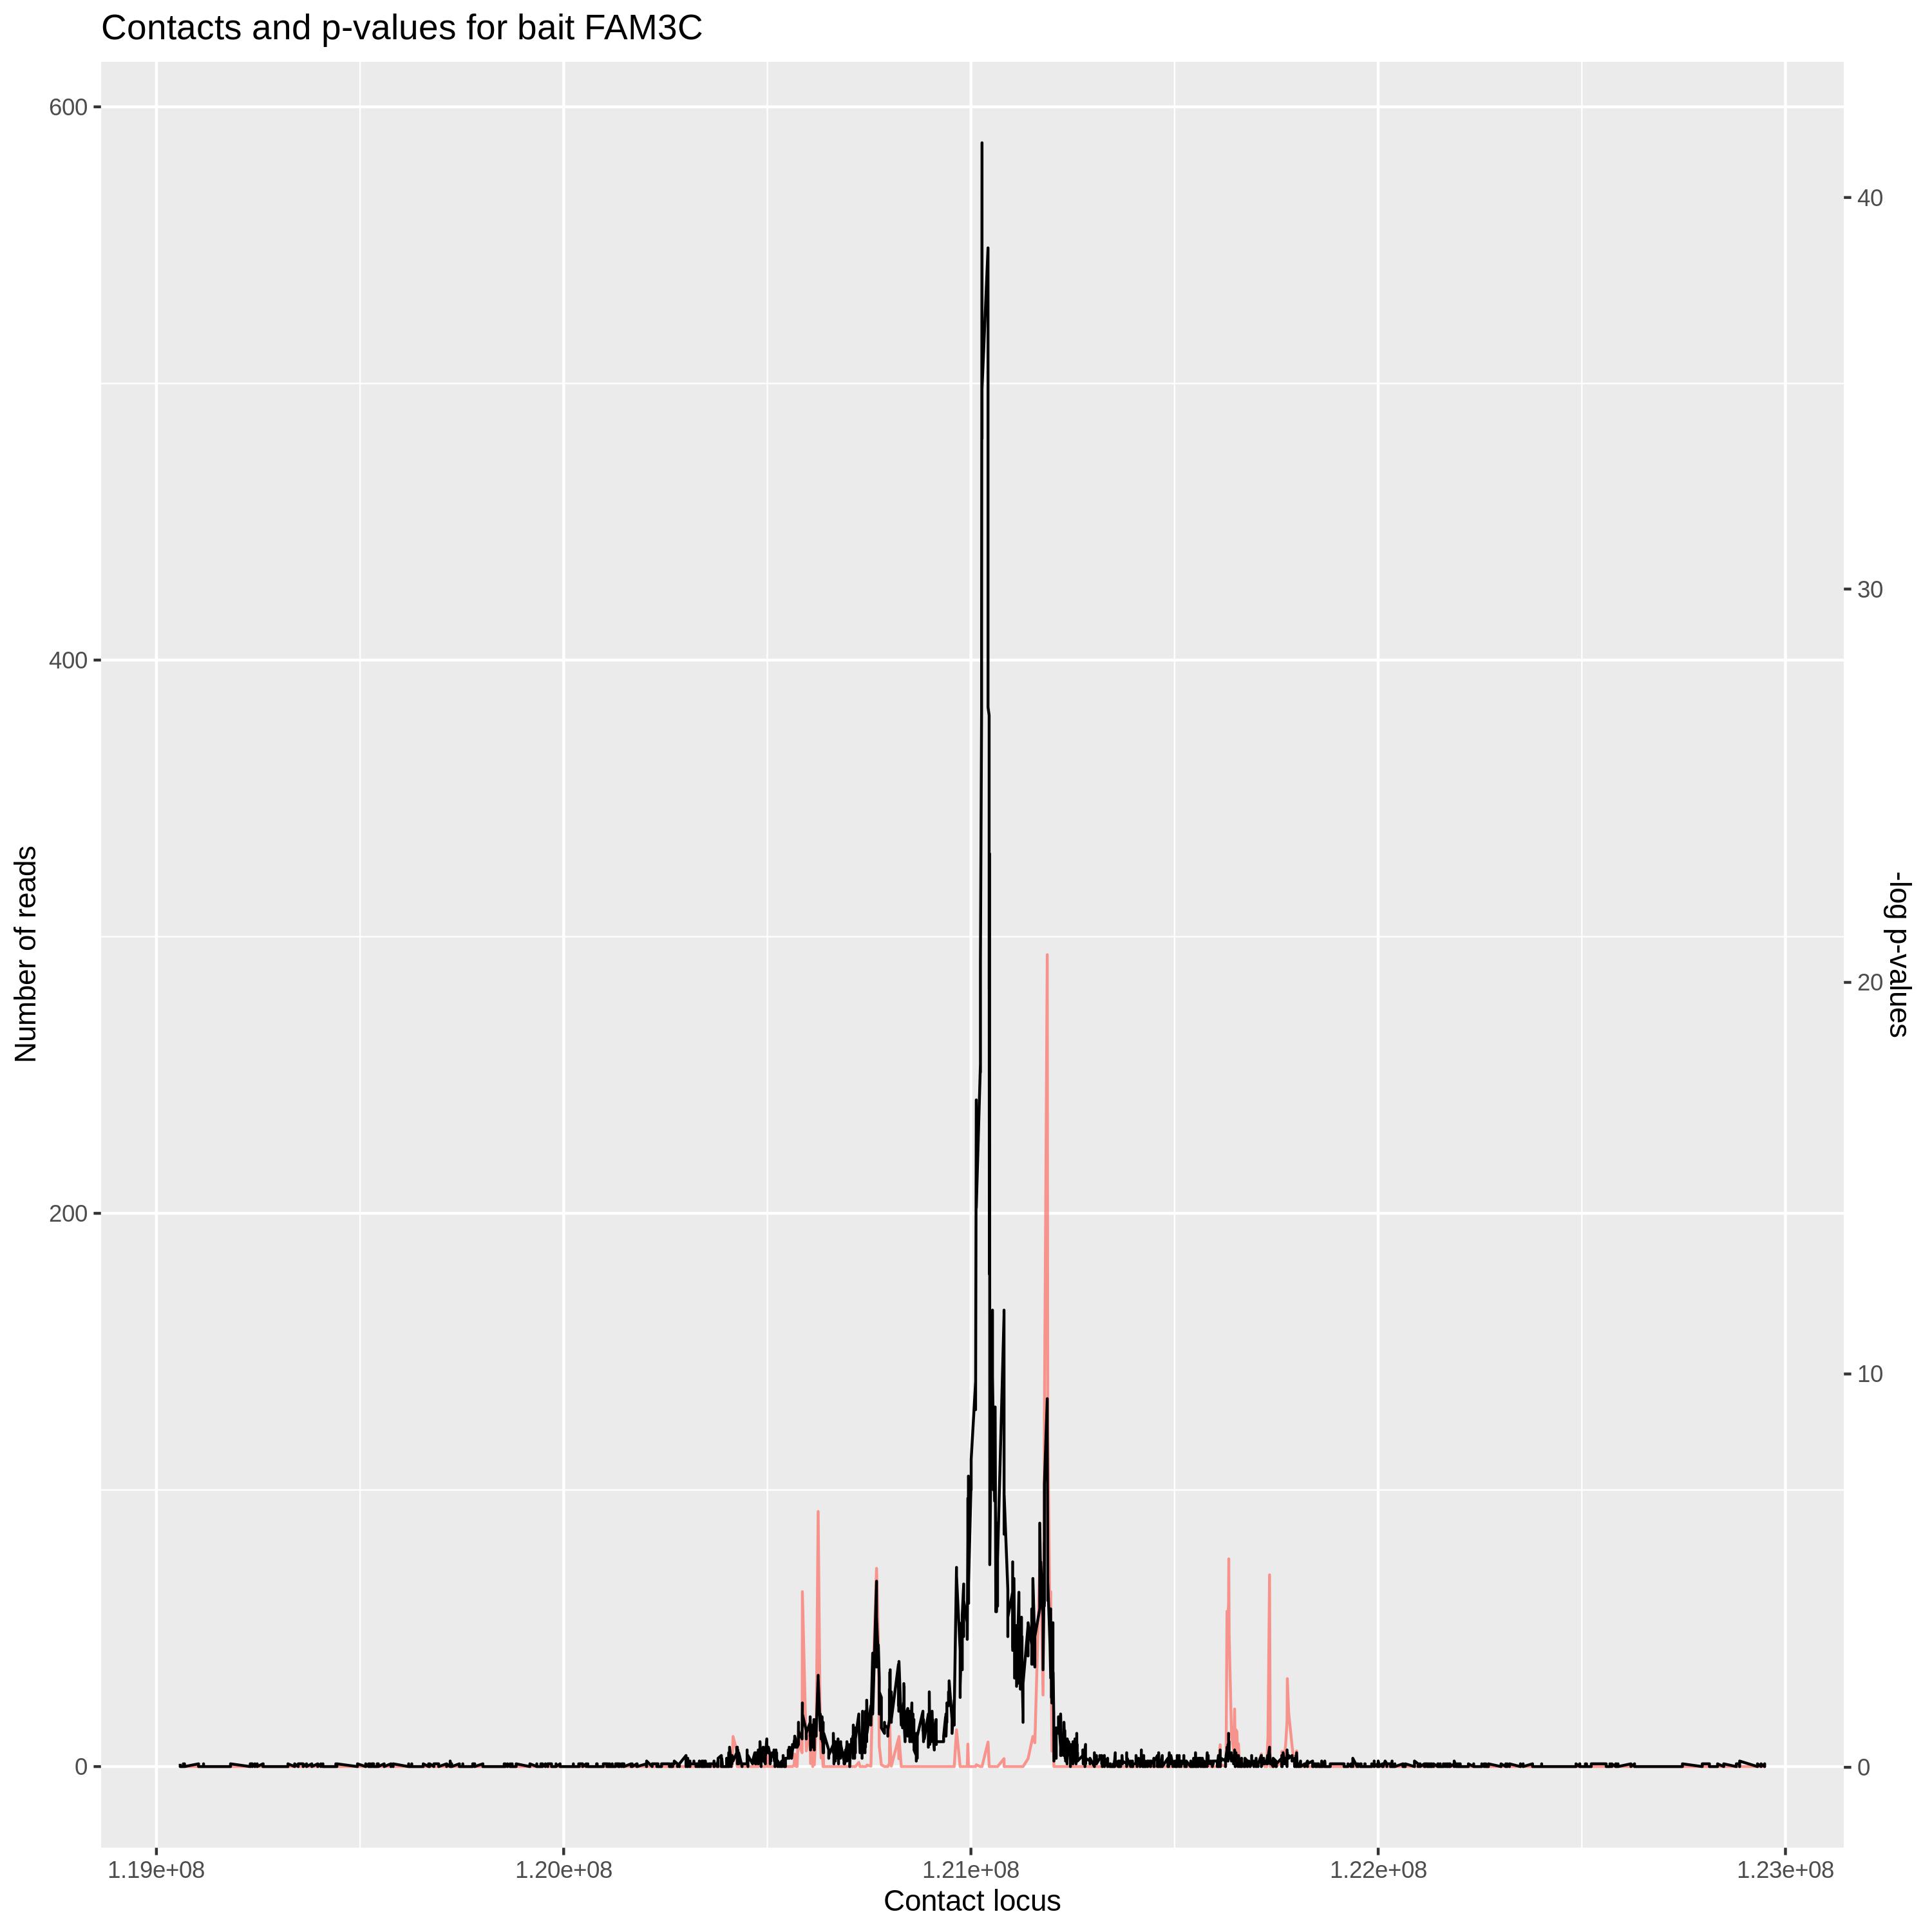 Contacts and p-values for bait FAM3C
600
400
200
0
40
30
20
10
0
Number of reads
-log p-values
1.19e+08 1.20e+08 1.21e+08 1.22e+08 1.23e+08
Contact locus